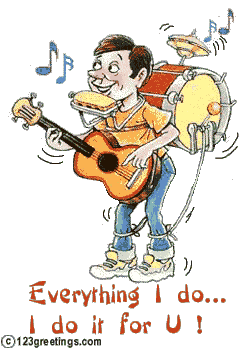 Everything I do...
I do it for U !
©123greetings.com